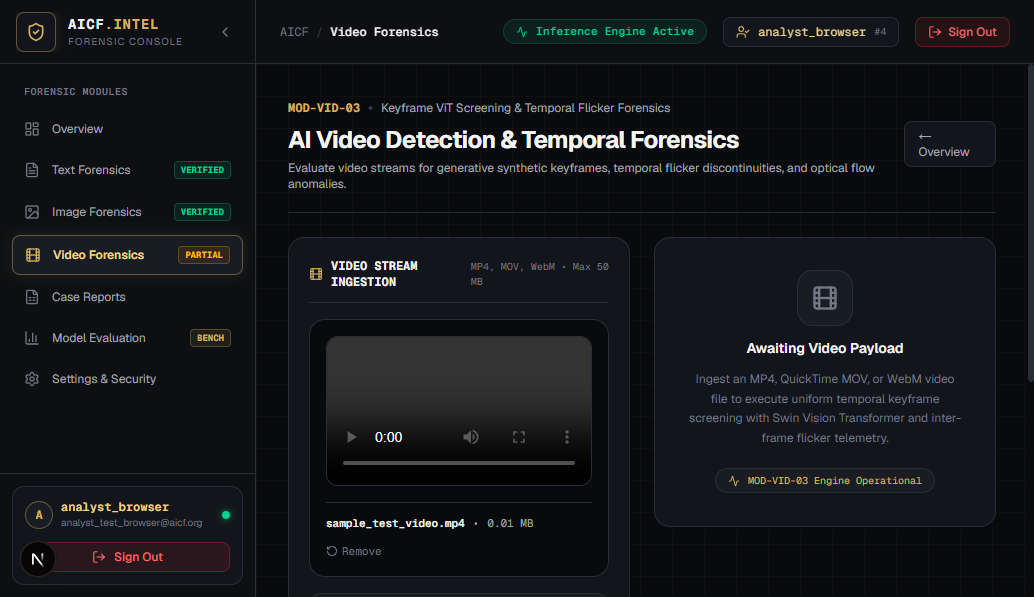 AICF.INTEL
FORENSIC CONSOLE
FORENSIC MODULES
Overview
Text Forensics VERIFIED
Image Forensics VERIFIED
Video Forensics PARTIAL
Case Reports
Model Evaluation BENCH
Settings & Security
A
analyst_browser
analyst_test_browser@aicf.org
N
Sign Out
AICF / Video Forensics
Inference Engine Active
analyst_browser #4
Sign Out
MOD-VID-03 • Keyframe ViT Screening & Temporal Flicker Forensics
AI Video Detection & Temporal Forensics
Evaluate video streams for generative synthetic keyframes, temporal flicker discontinuities, and optical flow
anomalies.
←
Overview
VIDEO STREAM
INGESTION
MP4, MOV, WebM • Max 50
MB
0:00
sample_test_video.mp4 • 0.01 MB
Remove
Awaiting Video Payload
Ingest an MP4, QuickTime MOV, or WebM video
file to execute uniform temporal keyframe
screening with Swin Vision Transformer and inter-
frame flicker telemetry.
MOD-VID-03 Engine Operational